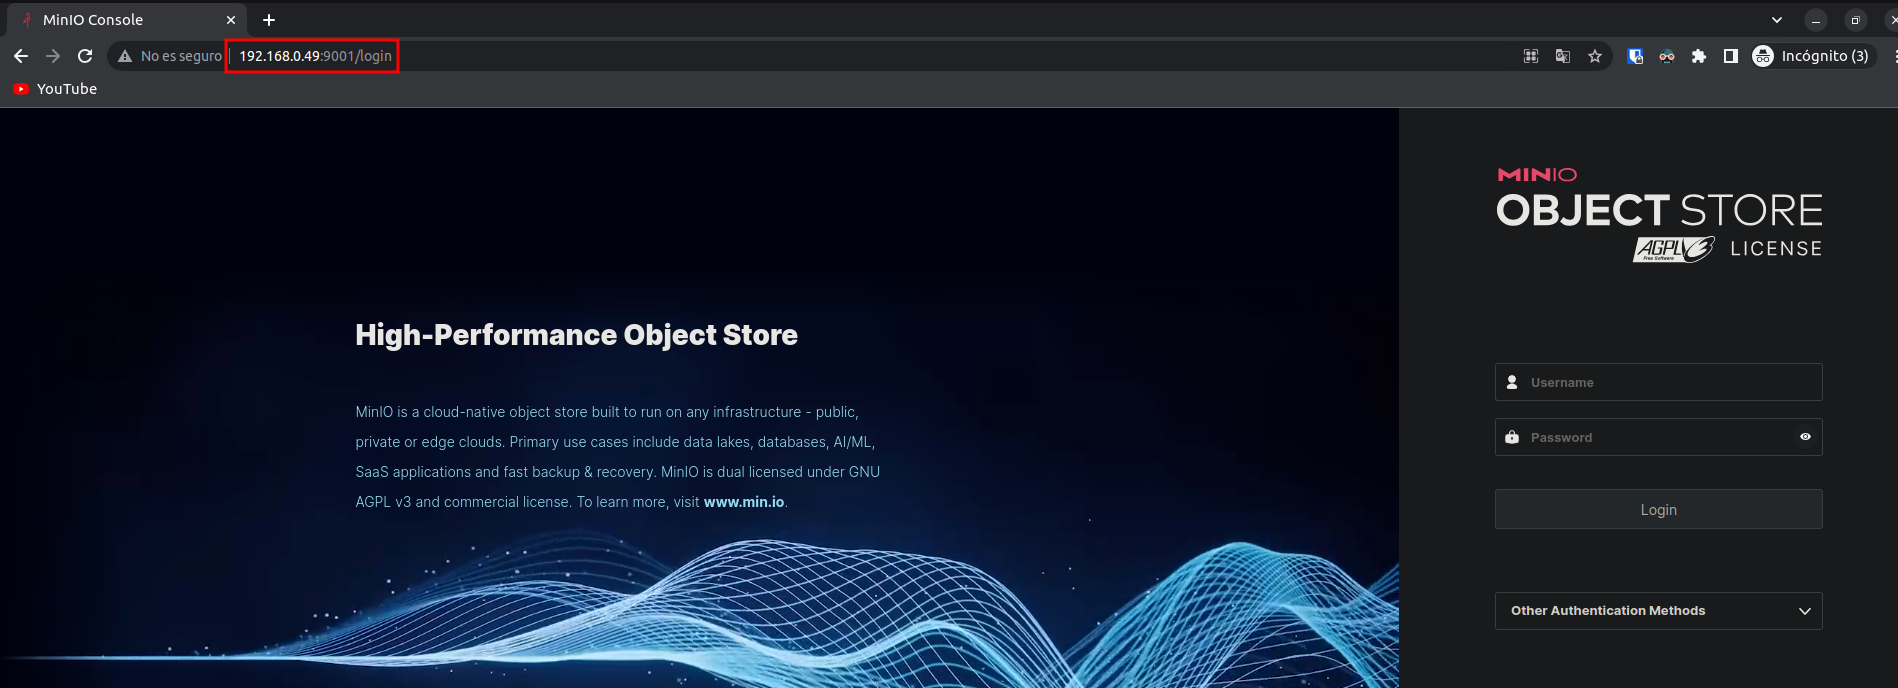 MinIO Console
No es seguro
192.168.0.49:9001/login
Incógnito (3)
YouTube
MINIO
OBJECT STORE
AGPL v3
Free Software
LICENSE
High-Performance Object Store
MinIO is a cloud-native object store built to run on any infrastructure - public,
private or edge clouds. Primary use cases include data lakes, databases, AI/ML,
SaaS applications and fast backup & recovery. MinIO is dual licensed under GNU
AGPL v3 and commercial license. To learn more, visit www.min.io.
Username
Password
Login
Other Authentication Methods